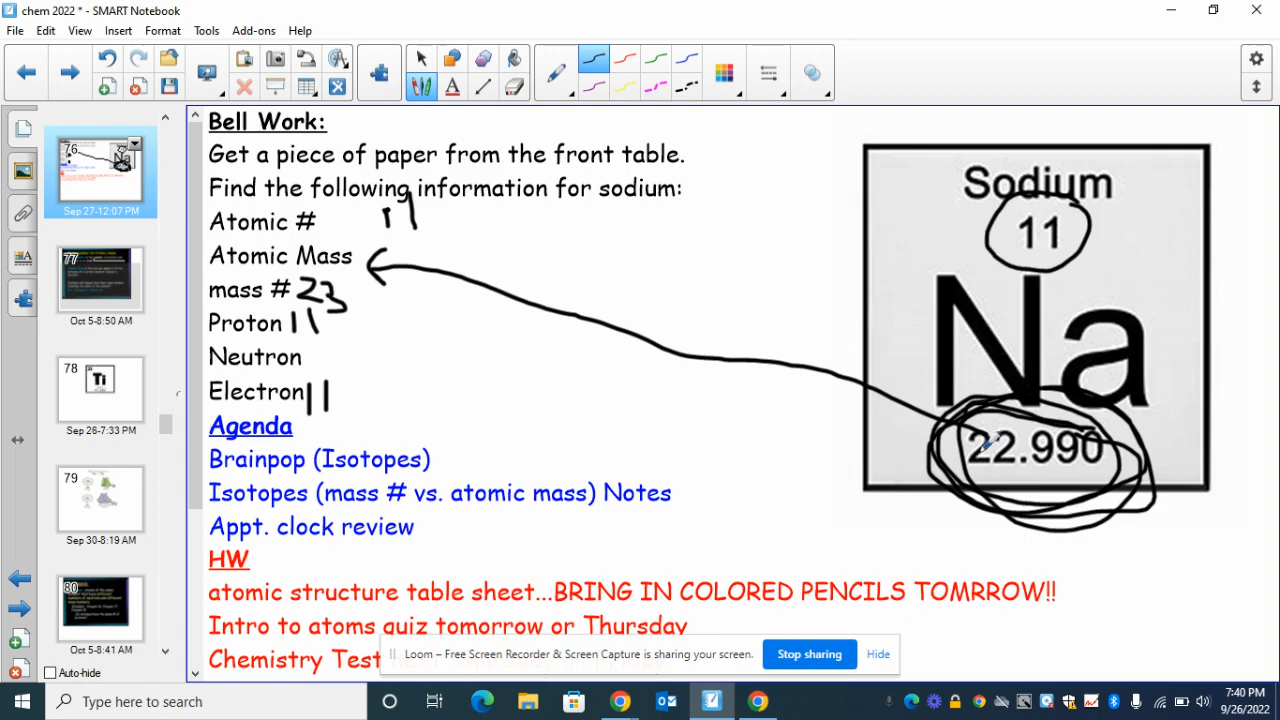 chem 2022 * - SMART Notebook
File Edit View Insert Format Tools Add-ons Help
76
Sep 27-12:07 PM
77
Oct 5-8:50 AM
78
Ti
Sep 26-7:33 PM
79
Sep 30-8:19 AM
80
Oct 5-8:41 AM
Auto-hide
Bell Work:
Get a piece of paper from the front table.
Find the following information for sodium:
Atomic # 11
Atomic Mass
mass # 23
Proton 11
Neutron
Electron 11
Agenda
Brainpop (Isotopes)
Isotopes (mass # vs. atomic mass) Notes
Appt. clock review
HW
atomic structure table sheet...BRING IN COLORED PENCILS TOMRROW!!
Intro to atoms quiz tomorrow or Thursday
Chemistry Test
Sodium
11
Na
22.990
Loom – Free Screen Recorder & Screen Capture is sharing your screen. Stop sharing Hide
Type here to search
7:40 PM
9/26/2022